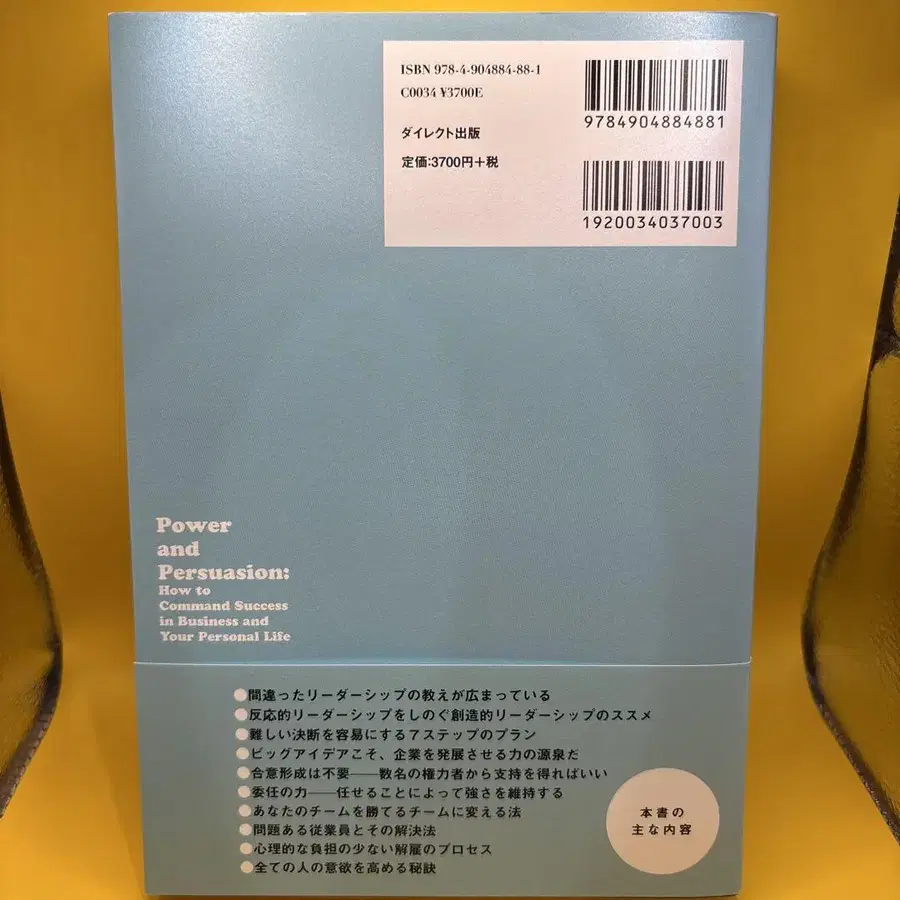 ISBN 978-4-904884-88-1
C0034 ¥3700E
ダイレクト出版
定価:3700円+税
9784904884881
1920034037003
Power
and
Persuasion:
How to
Command Success
in Business and
Your Personal Life
●間違ったリーダーシップの教えが広まっている
●反応的リーダーシップをしのぐ創造的リーダーシップのススメ
●難しい決断を容易にする7ステップのプラン
●ビッグアイデアこそ、企業を発展させる力の源泉だ
●合意形成は不要——数名の権力者から支持を得ればいい
●委任の力——任せることによって強さを維持する
●あなたのチームを勝てるチームに変える法
●問題ある従業員とその解決法
●心理的な負担の少ない解雇のプロセス
●全ての人の意欲を高める秘訣
本書の
主な内容